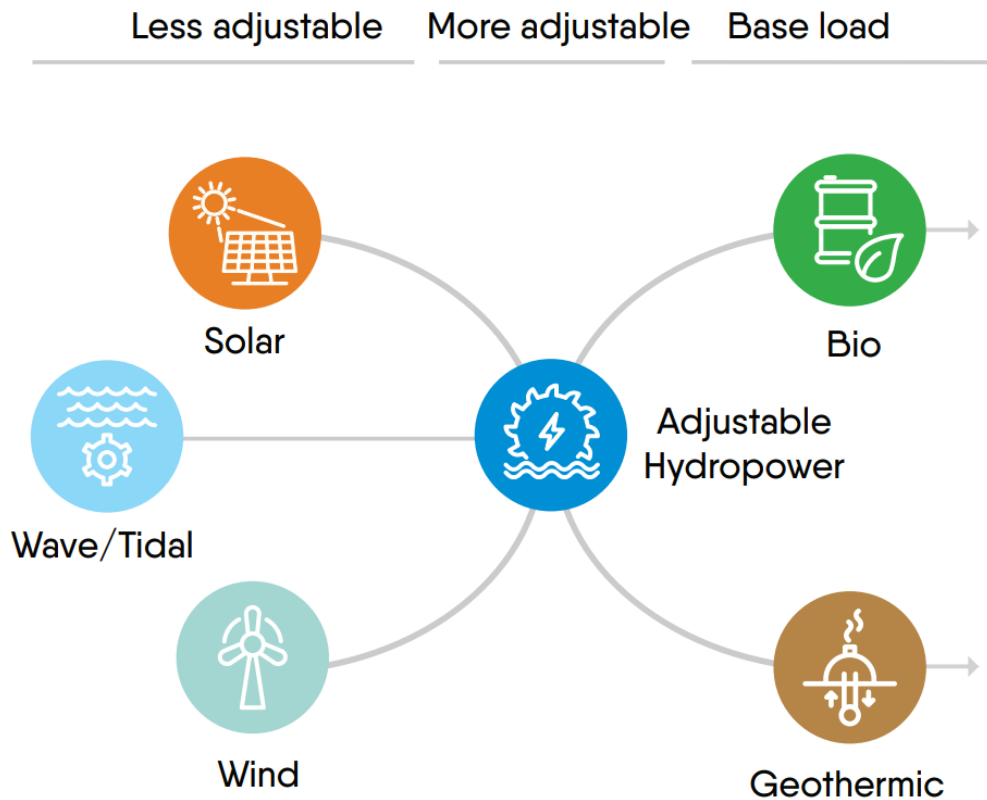 Less adjustable
More adjustable
Base load
Solar
Bio
Adjustable
Hydropower
Wave/Tidal
Wind
Geothermic